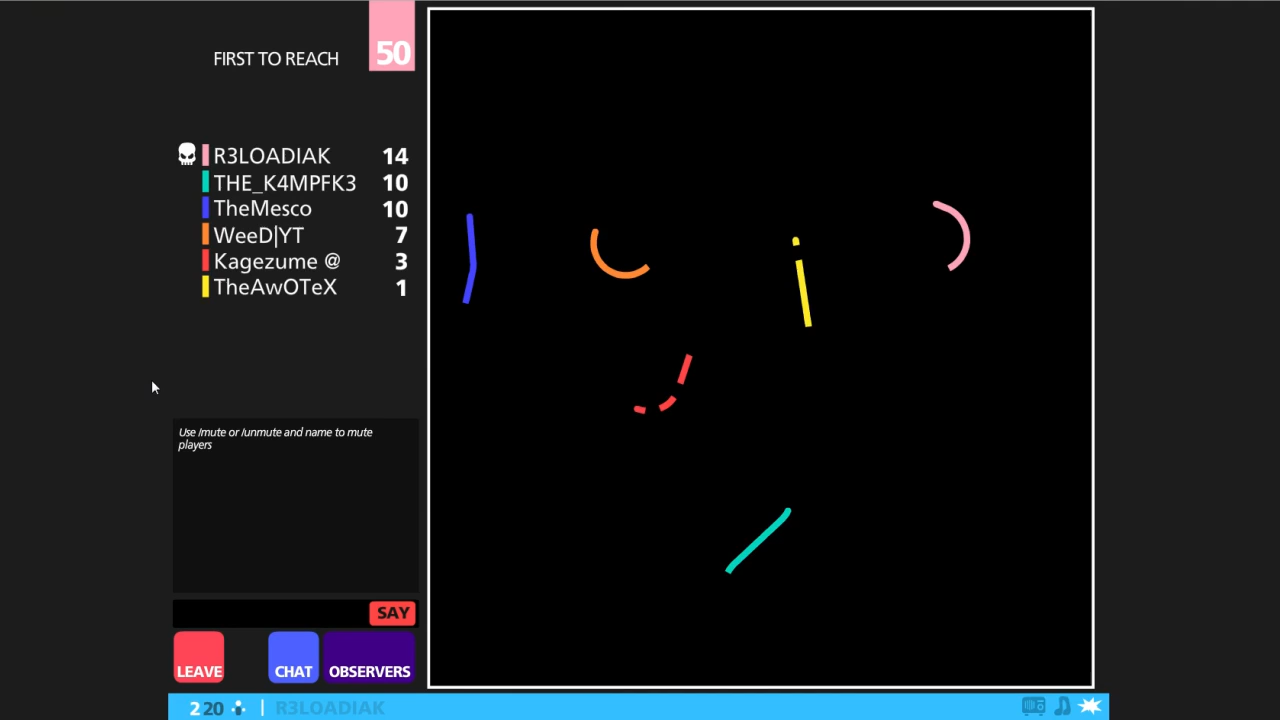 FIRST TO REACH 50
R3LOADIAK 14
THE_K4MPFK3 10
TheMesco 10
WeeD|YT 7
Kagezume @ 3
TheAwOTeX 1
Use /mute or /unmute and name to mute
players
SAY
LEAVE CHAT OBSERVERS
2 20 | R3LOADIAK